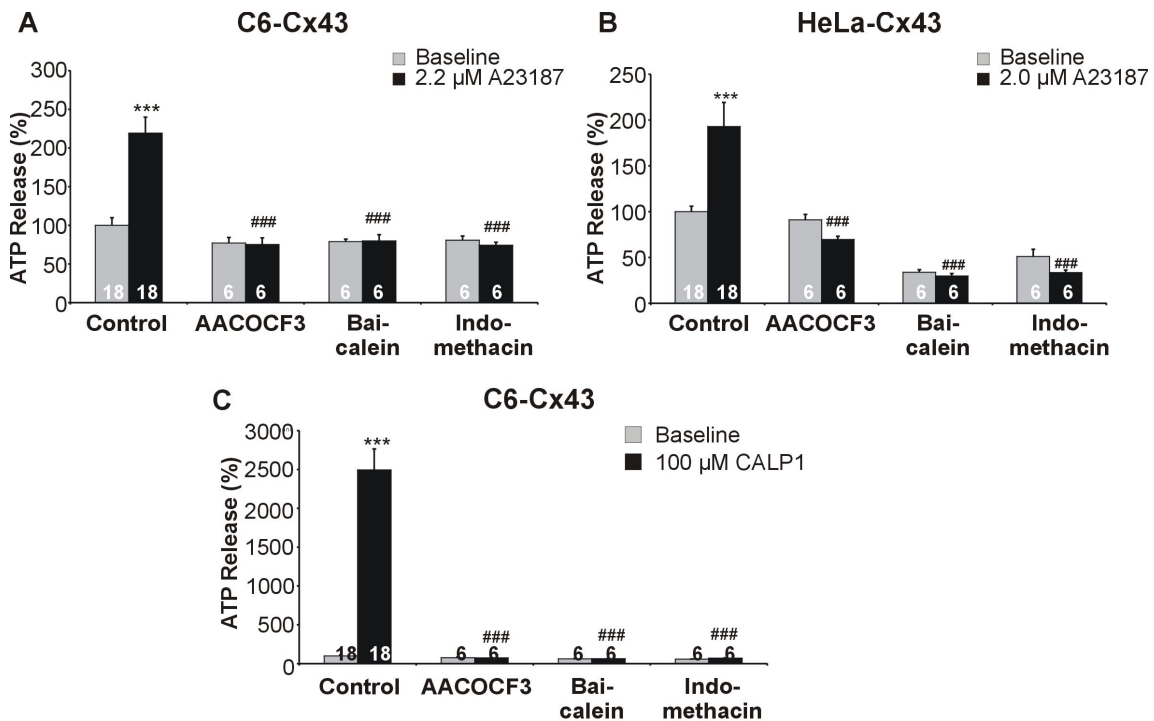 A C6-Cx43
Baseline
2.2 µM A23187
***
300
250
200
150
100
50
0
ATP Release (%)
###
###
###
18 18 6 6 6 6 6 6
Control AACOCF3 Bai- Indo-
calein methacin
B HeLa-Cx43
Baseline
2.0 µM A23187
***
250
200
150
100
50
0
ATP Release (%)
###
###
###
18 18 6 6 6 6 6 6
Control AACOCF3 Bai- Indo-
calein methacin
C C6-Cx43
Baseline
100 µM CALP1
***
3000
2500
2000
1500
1000
500
0
ATP Release (%)
###
###
###
18 18 6 6 6 6 6 6
Control AACOCF3 Bai- Indo-
calein methacin